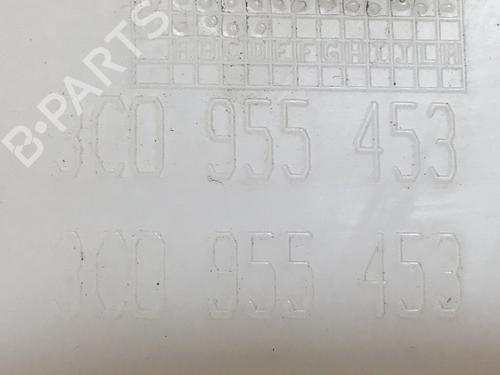 B-PARTS
A B C D E F G H I J L M
3C0 955 453
3C0 955 453